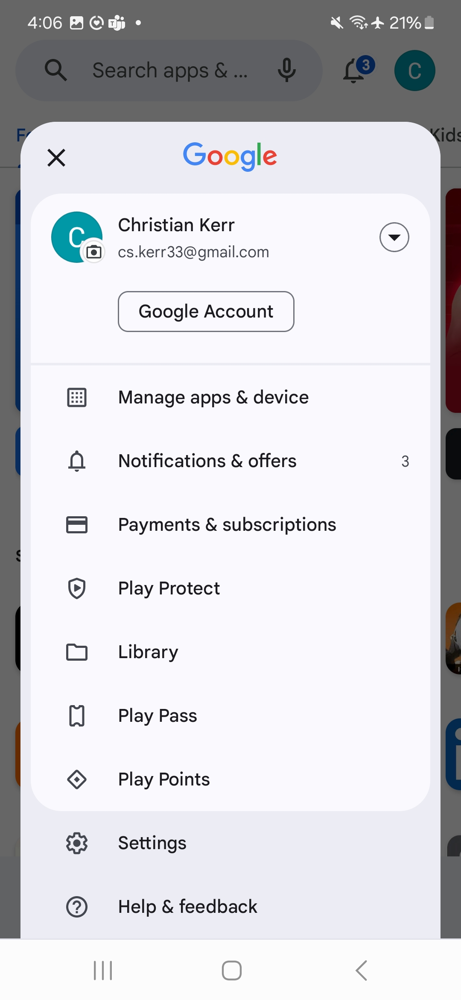 4:06 21%
Search apps & ... 3 C
Kids
Google
C Christian Kerr
cs.kerr33@gmail.com
Google Account
Manage apps & device
Notifications & offers 3
Payments & subscriptions
Play Protect
Library
Play Pass
Play Points
Settings
Help & feedback